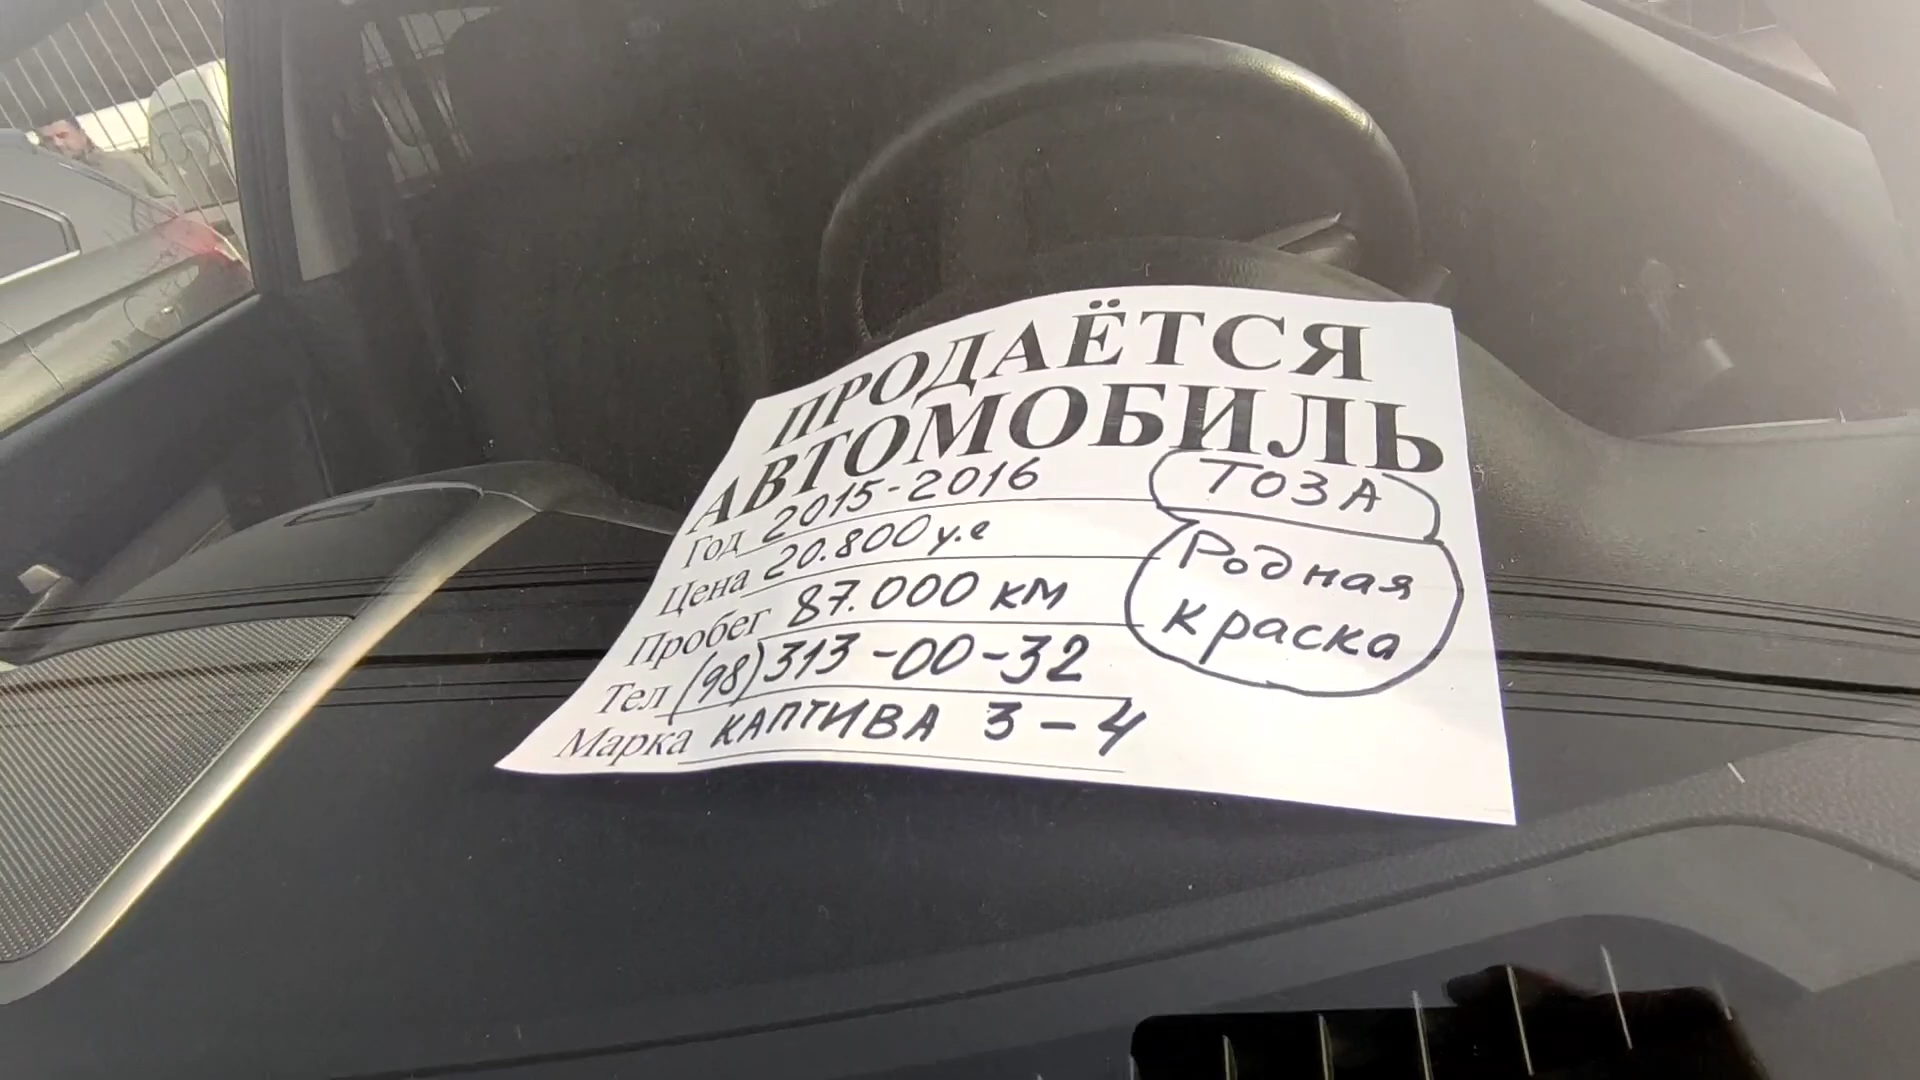 ПРОДАЁТСЯ
АВТОМОБИЛЬ
Год 2015-2016
Цена 20.800 у.е
Пробег 87.000 км
Тел (98) 313-00-32
Марка КАПТИВА 3-4
ТОЗА
Родная
краска